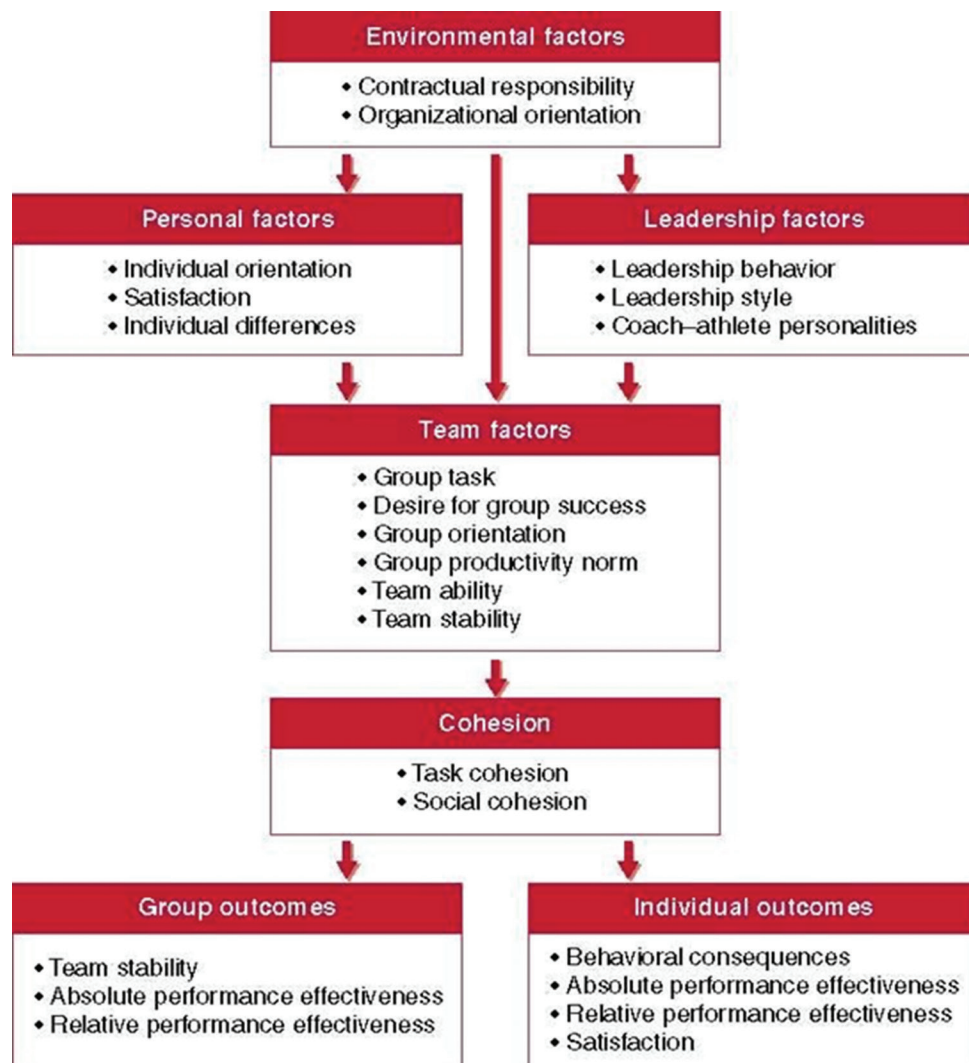 Environmental factors
• Contractual responsibility
• Organizational orientation
Personal factors
• Individual orientation
• Satisfaction
• Individual differences
Leadership factors
• Leadership behavior
• Leadership style
• Coach–athlete personalities
Team factors
• Group task
• Desire for group success
• Group orientation
• Group productivity norm
• Team ability
• Team stability
Cohesion
• Task cohesion
• Social cohesion
Group outcomes
• Team stability
• Absolute performance effectiveness
• Relative performance effectiveness
Individual outcomes
• Behavioral consequences
• Absolute performance effectiveness
• Relative performance effectiveness
• Satisfaction